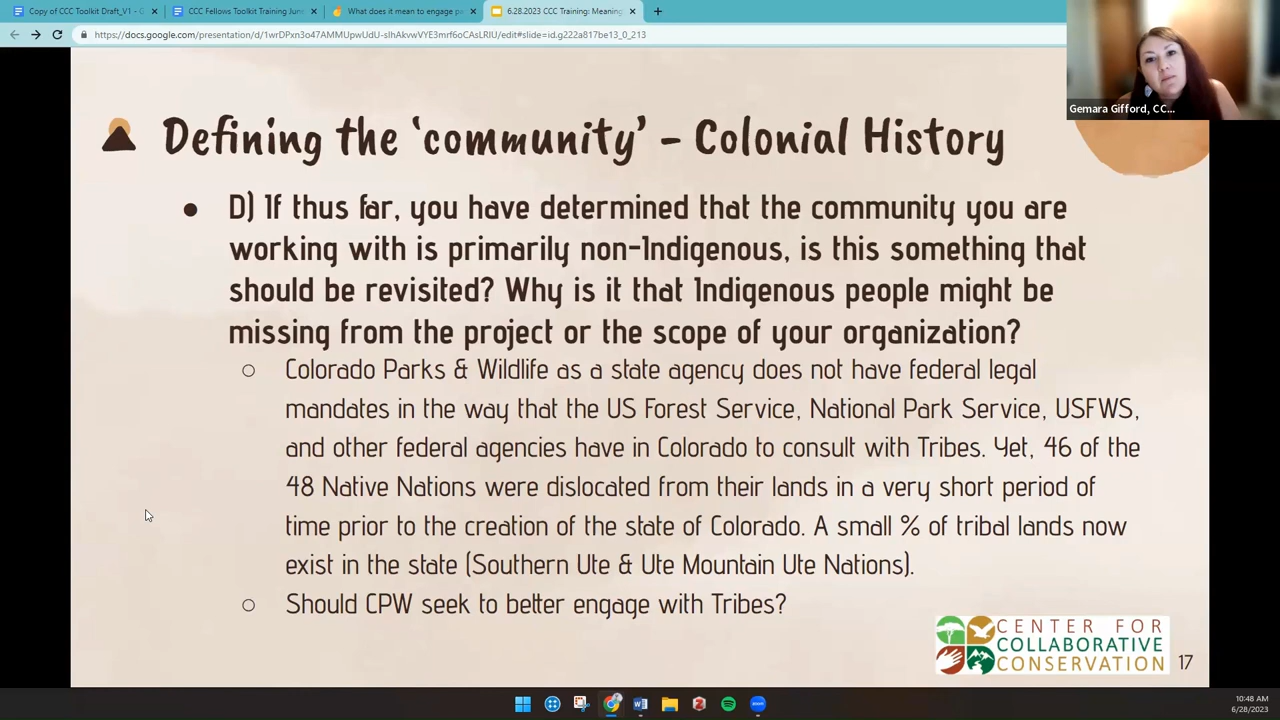 Copy of CCC Toolkit Draft_V1 - G
CCC Fellows Toolkit Training Jun
What does it mean to engage pe
6.28.2023 CCC Training: Meaning
docs.google.com/presentation/d/1wrDPxn3o47AMMUpwUdU-slhAkvwVYE3mrf6oCAsLRIU/edit#slide=id.g222a817be13_0_213
Gemara Gifford, CC...
Defining the 'community' - Colonial History
● D) If thus far, you have determined that the community you are
working with is primarily non-Indigenous, is this something that
should be revisited? Why is it that Indigenous people might be
missing from the project or the scope of your organization?
○ Colorado Parks & Wildlife as a state agency does not have federal legal
mandates in the way that the US Forest Service, National Park Service, USFWS,
and other federal agencies have in Colorado to consult with Tribes. Yet, 46 of the
48 Native Nations were dislocated from their lands in a very short period of
time prior to the creation of the state of Colorado. A small % of tribal lands now
exist in the state (Southern Ute & Ute Mountain Ute Nations).
○ Should CPW seek to better engage with Tribes?
CENTER FOR
COLLABORATIVE
CONSERVATION
17
10:48 AM
6/28/2023